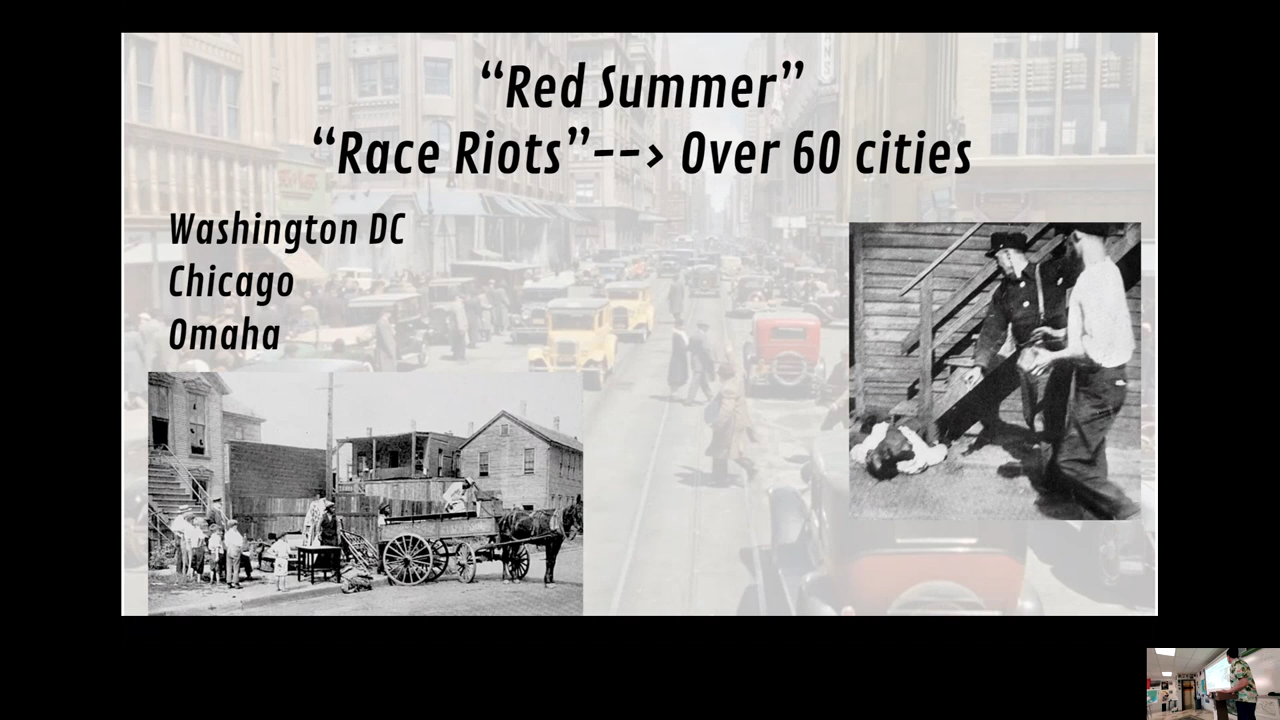 “Red Summer”
“Race Riots”--> Over 60 cities
Washington DC
Chicago
Omaha